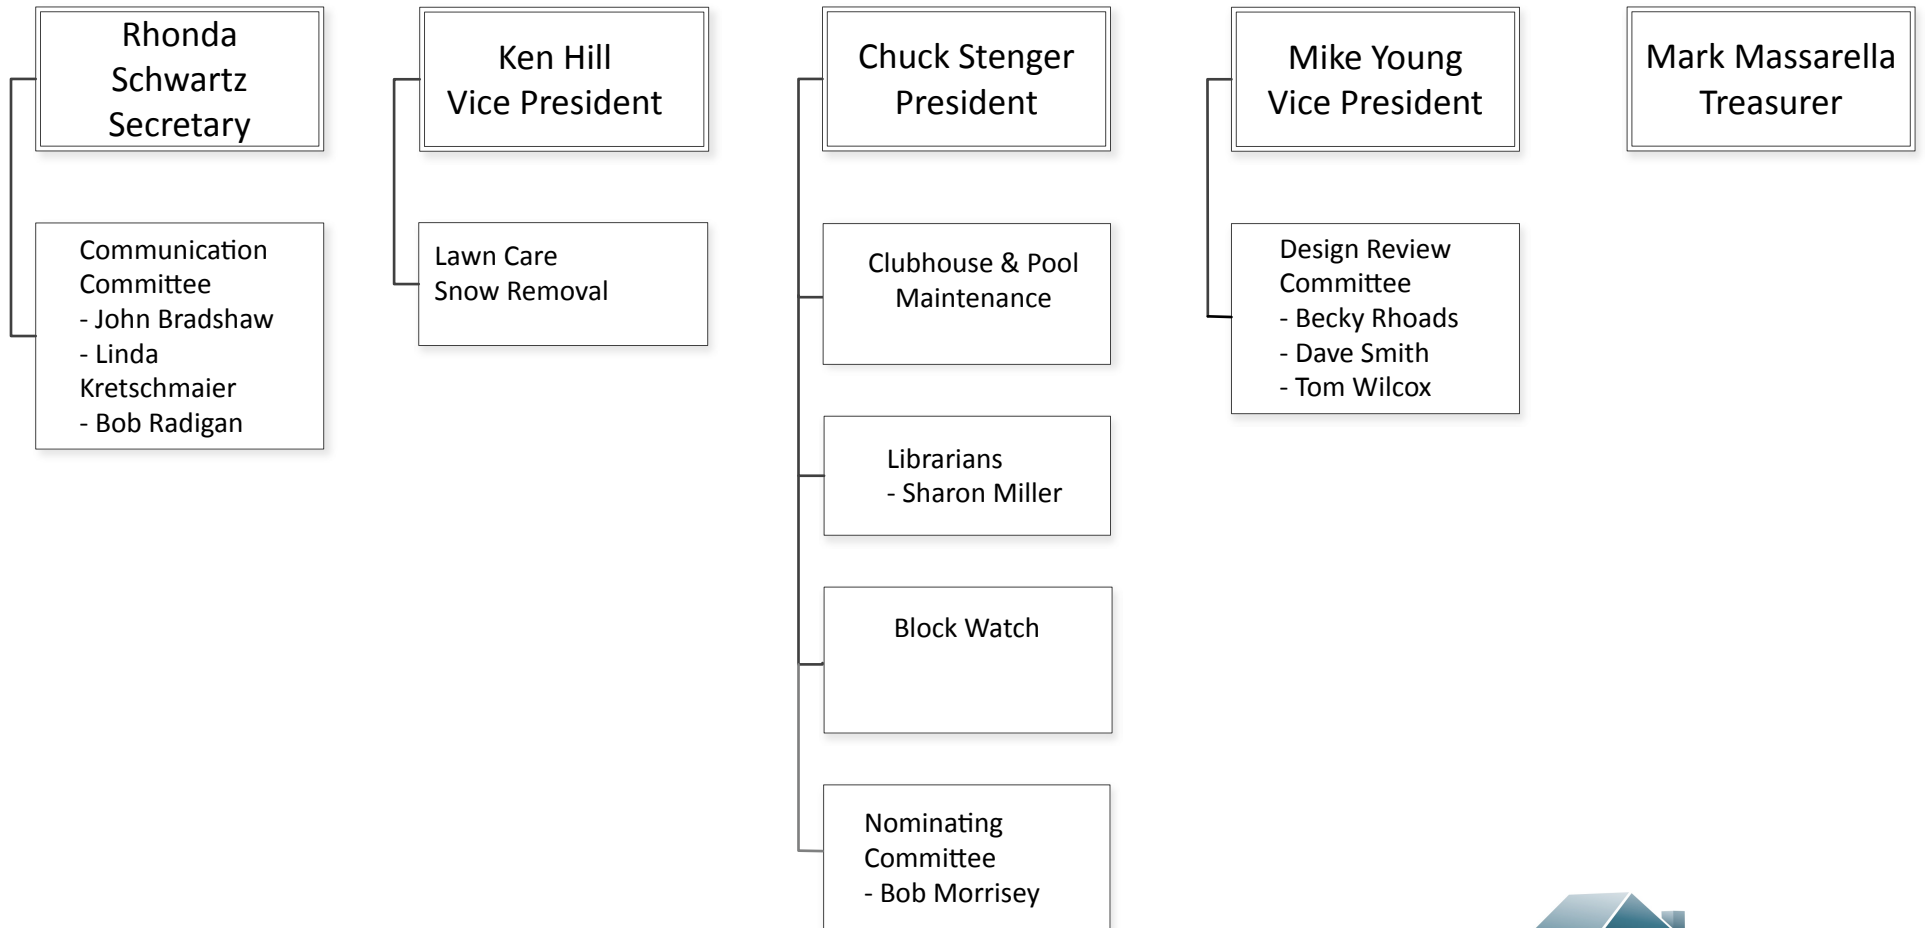 Rhonda
Schwartz
Secretary
Ken Hill
Vice President
Chuck Stenger
President
Mike Young
Vice President
Mark Massarella
Treasurer
Communication
Committee
- John Bradshaw
- Linda
Kretschmaier
- Bob Radigan
Lawn Care
Snow Removal
Clubhouse & Pool
Maintenance
Librarians
- Sharon Miller
Block Watch
Nominating
Committee
- Bob Morrisey
Design Review
Committee
- Becky Rhoads
- Dave Smith
- Tom Wilcox